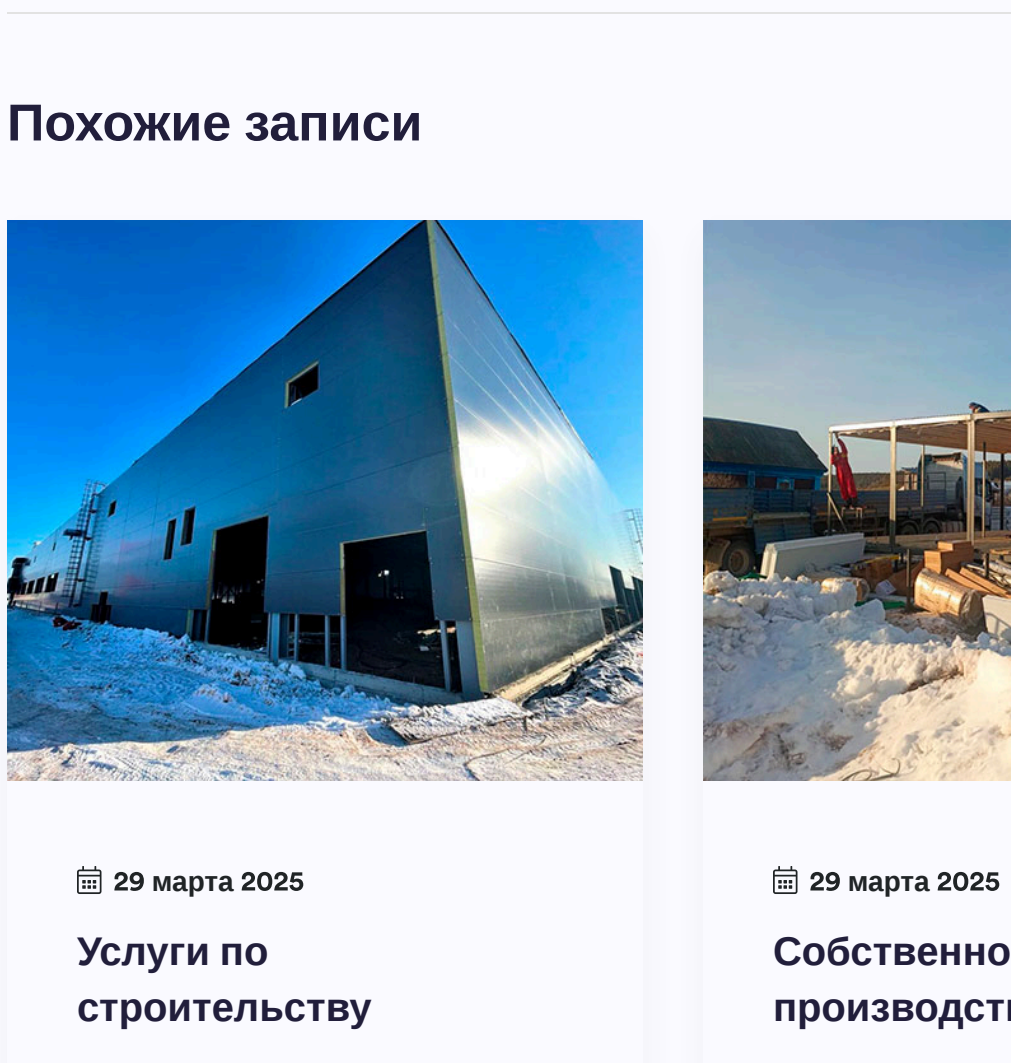 Похожие записи
29 марта 2025
Услуги по
строительству
29 марта 2025